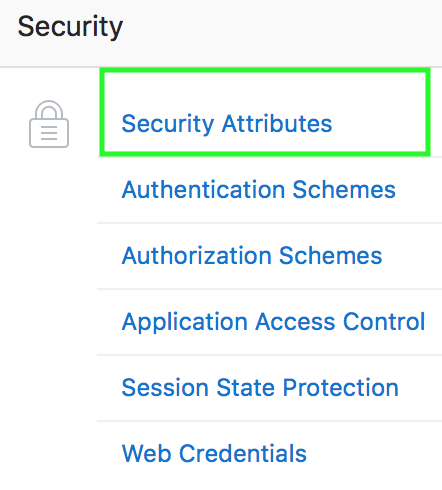 Security
Security Attributes
Authentication Schemes
Authorization Schemes
Application Access Control
Session State Protection
Web Credentials